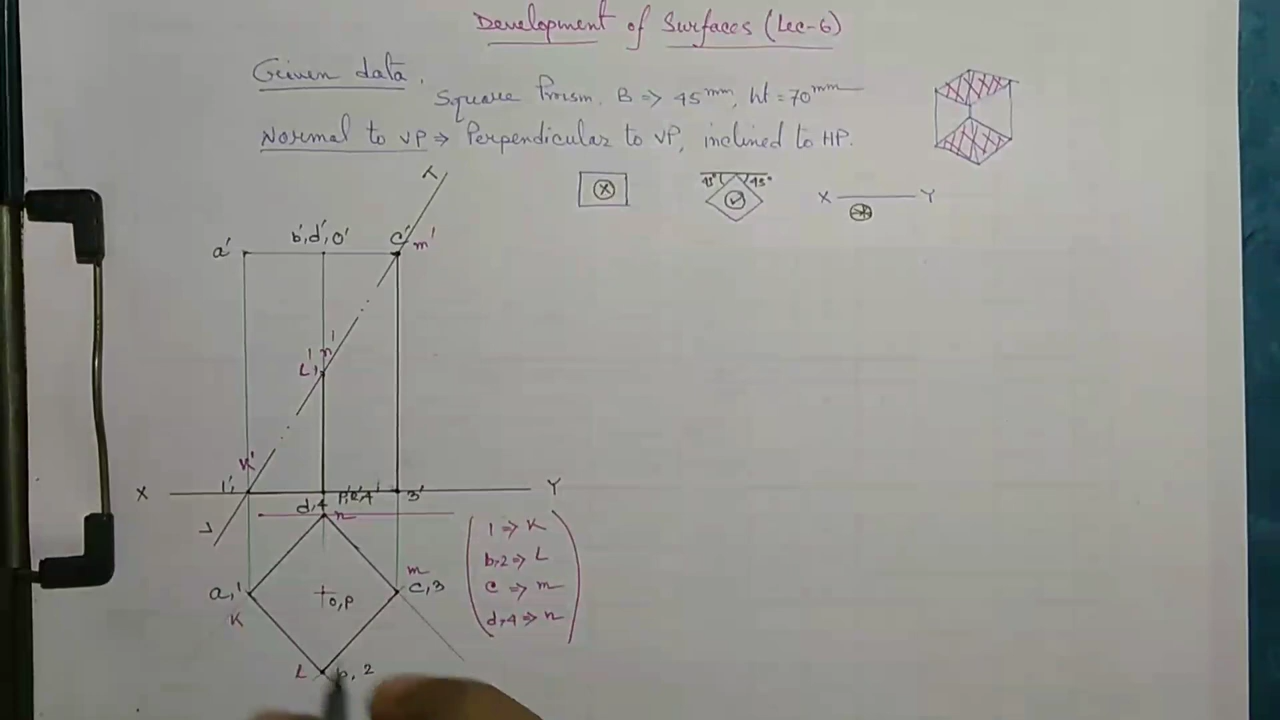 Development of Surfaces (Lec-6)
Given data.
Square Prism. B => 45mm, ht = 70mm
Normal to VP => Perpendicular to VP, inclined to HP.
45° 45°
X Y
a' b',d',o' c'
m'
n'
L',
K'
1', 3'
X Y
d,4
n
a,1 o,p m
c,3
K
L b, 2
1 => K
b,2 => L
c => m
d,4 => n